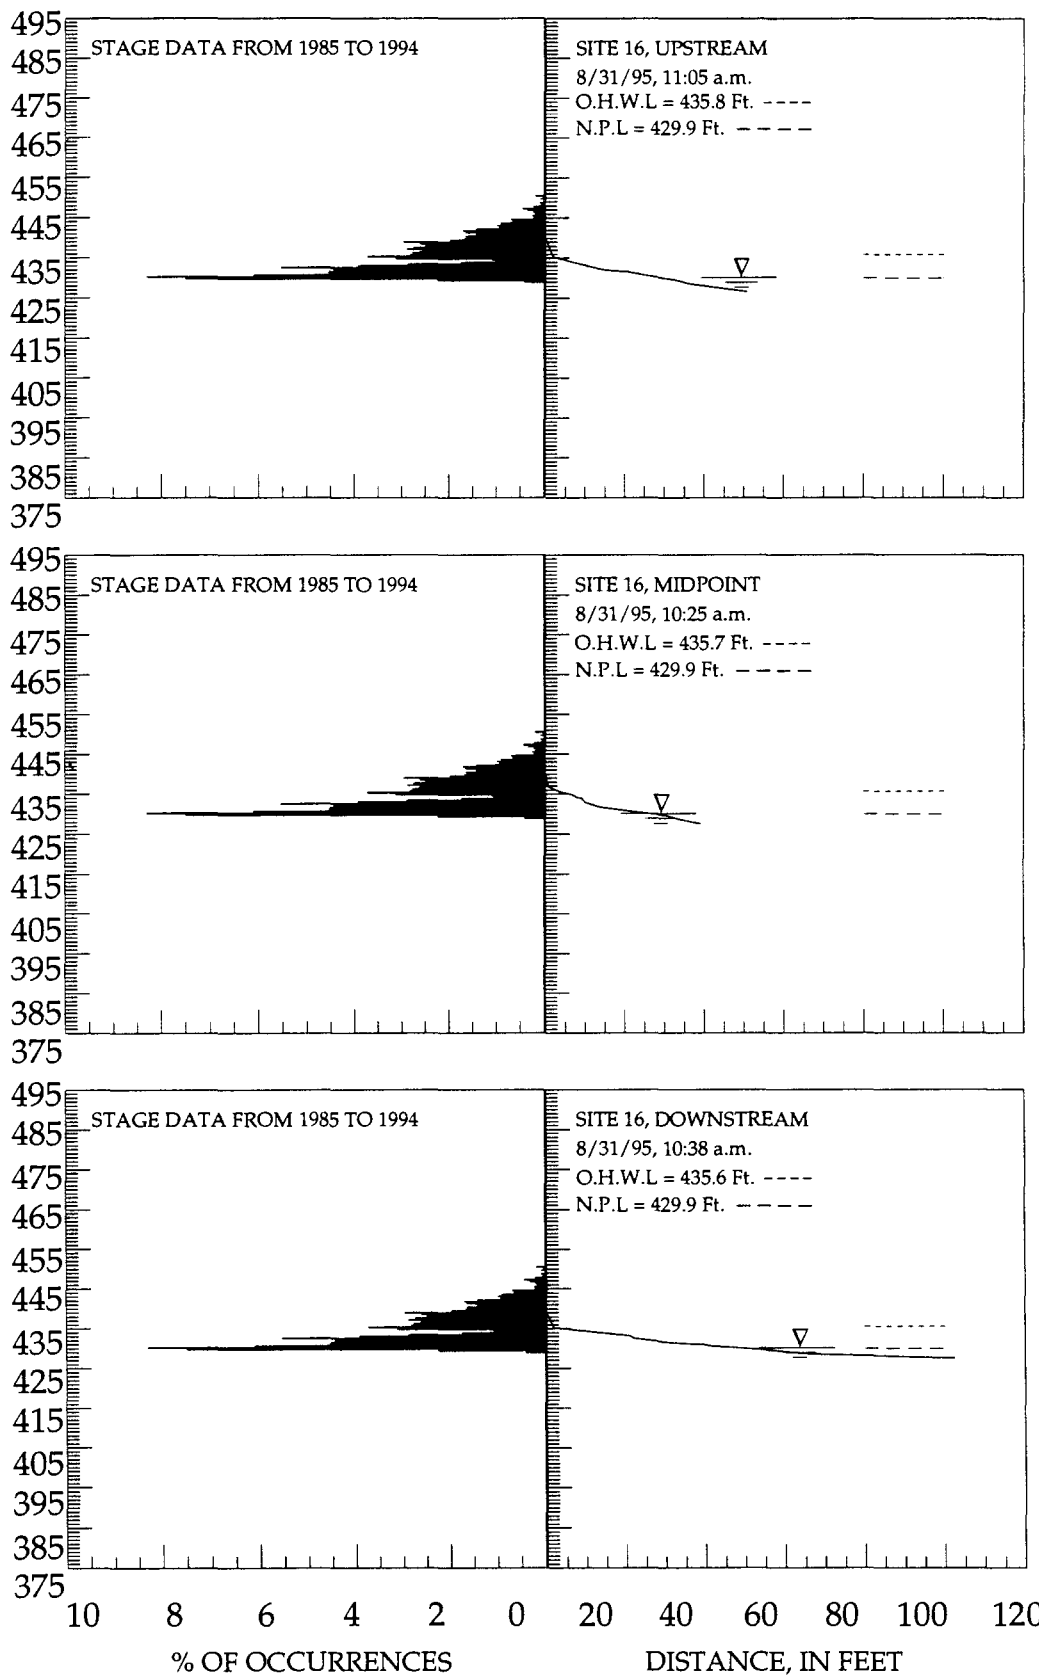 495
485
475
465
455
445
435
425
415
405
395
385
375
STAGE DATA FROM 1985 TO 1994
SITE 16, UPSTREAM
8/31/95, 11:05 a.m.
O.H.W.L = 435.8 Ft.
N.P.L = 429.9 Ft.
495
485
475
465
455
445
435
425
415
405
395
385
375
STAGE DATA FROM 1985 TO 1994
SITE 16, MIDPOINT
8/31/95, 10:25 a.m.
O.H.W.L = 435.7 Ft.
N.P.L = 429.9 Ft.
495
485
475
465
455
445
435
425
415
405
395
385
375
STAGE DATA FROM 1985 TO 1994
SITE 16, DOWNSTREAM
8/31/95, 10:38 a.m.
O.H.W.L = 435.6 Ft.
N.P.L = 429.9 Ft.
10 8 6 4 2 0 20 40 60 80 100 120
% OF OCCURRENCES DISTANCE, IN FEET